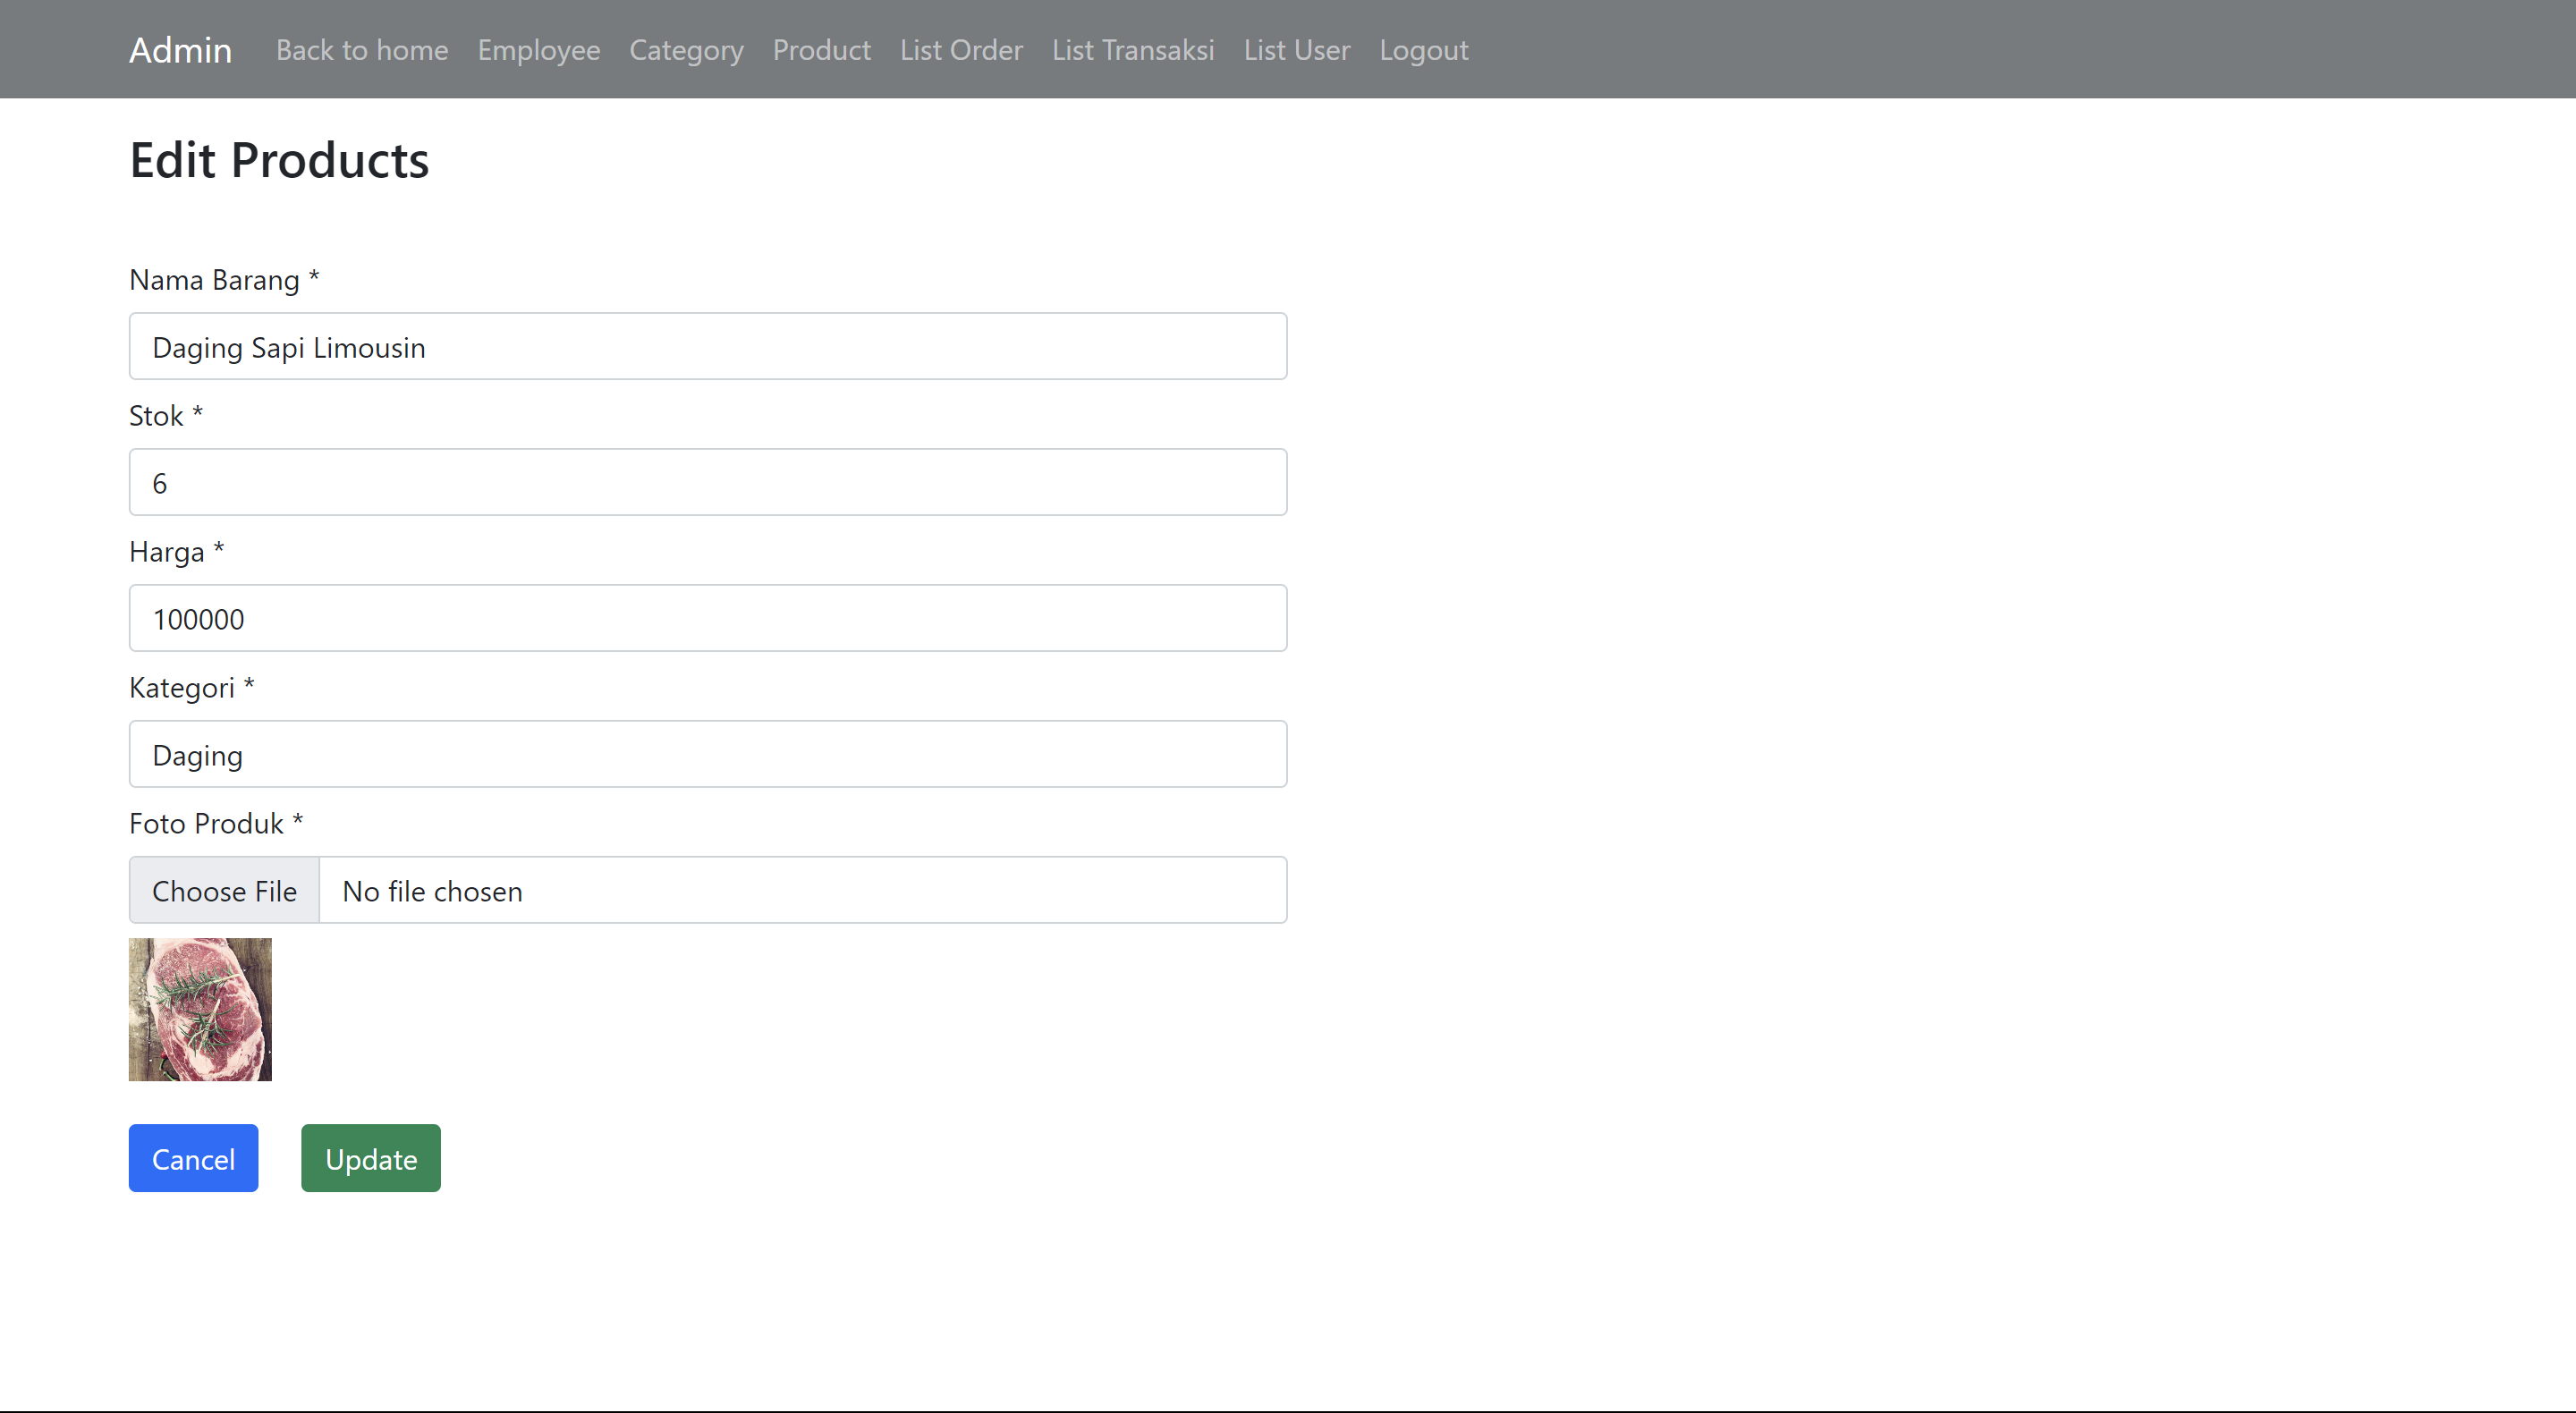 Admin Back to home Employee Category Product List Order List Transaksi List User Logout
Edit Products
Nama Barang *
Daging Sapi Limousin
Stok *
6
Harga *
100000
Kategori *
Daging
Foto Produk *
Choose File No file chosen
Cancel Update